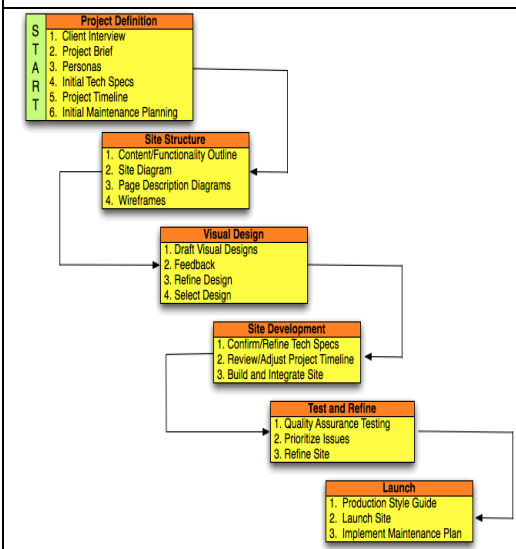 START
Project Definition
1. Client Interview
2. Project Brief
3. Personas
4. Initial Tech Specs
5. Project Timeline
6. Initial Maintenance Planning
Site Structure
1. Content/Functionality Outline
2. Site Diagram
3. Page Description Diagrams
4. Wireframes
Visual Design
1. Draft Visual Designs
2. Feedback
3. Refine Design
4. Select Design
Site Development
1. Confirm/Refine Tech Specs
2. Review/Adjust Project Timeline
3. Build and Integrate Site
Test and Refine
1. Quality Assurance Testing
2. Prioritize Issues
3. Refine Site
Launch
1. Production Style Guide
2. Launch Site
3. Implement Maintenance Plan